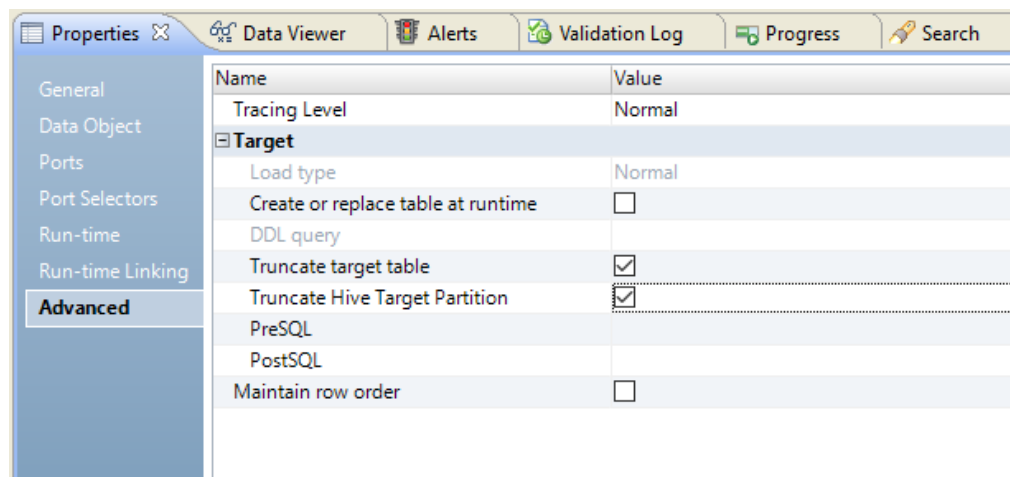 Properties Data Viewer Alerts Validation Log Progress Search
General
Data Object
Ports
Port Selectors
Run-time
Run-time Linking
Advanced
Name Value
Tracing Level Normal
Target
Load type Normal
Create or replace table at runtime
DDL query
Truncate target table
Truncate Hive Target Partition
PreSQL
PostSQL
Maintain row order